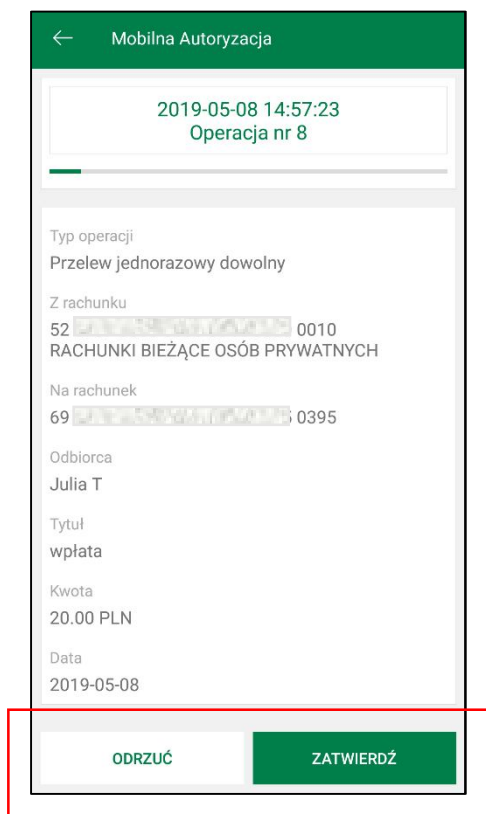 Mobilna Autoryzacja
2019-05-08 14:57:23
Operacja nr 8
Typ operacji
Przelew jednorazowy dowolny
Z rachunku
52 0010
RACHUNKI BIEŻĄCE OSÓB PRYWATNYCH
Na rachunek
69 0395
Odbiorca
Julia T
Tytuł
wpłata
Kwota
20.00 PLN
Data
2019-05-08
ODRZUĆ ZATWIERDŹ